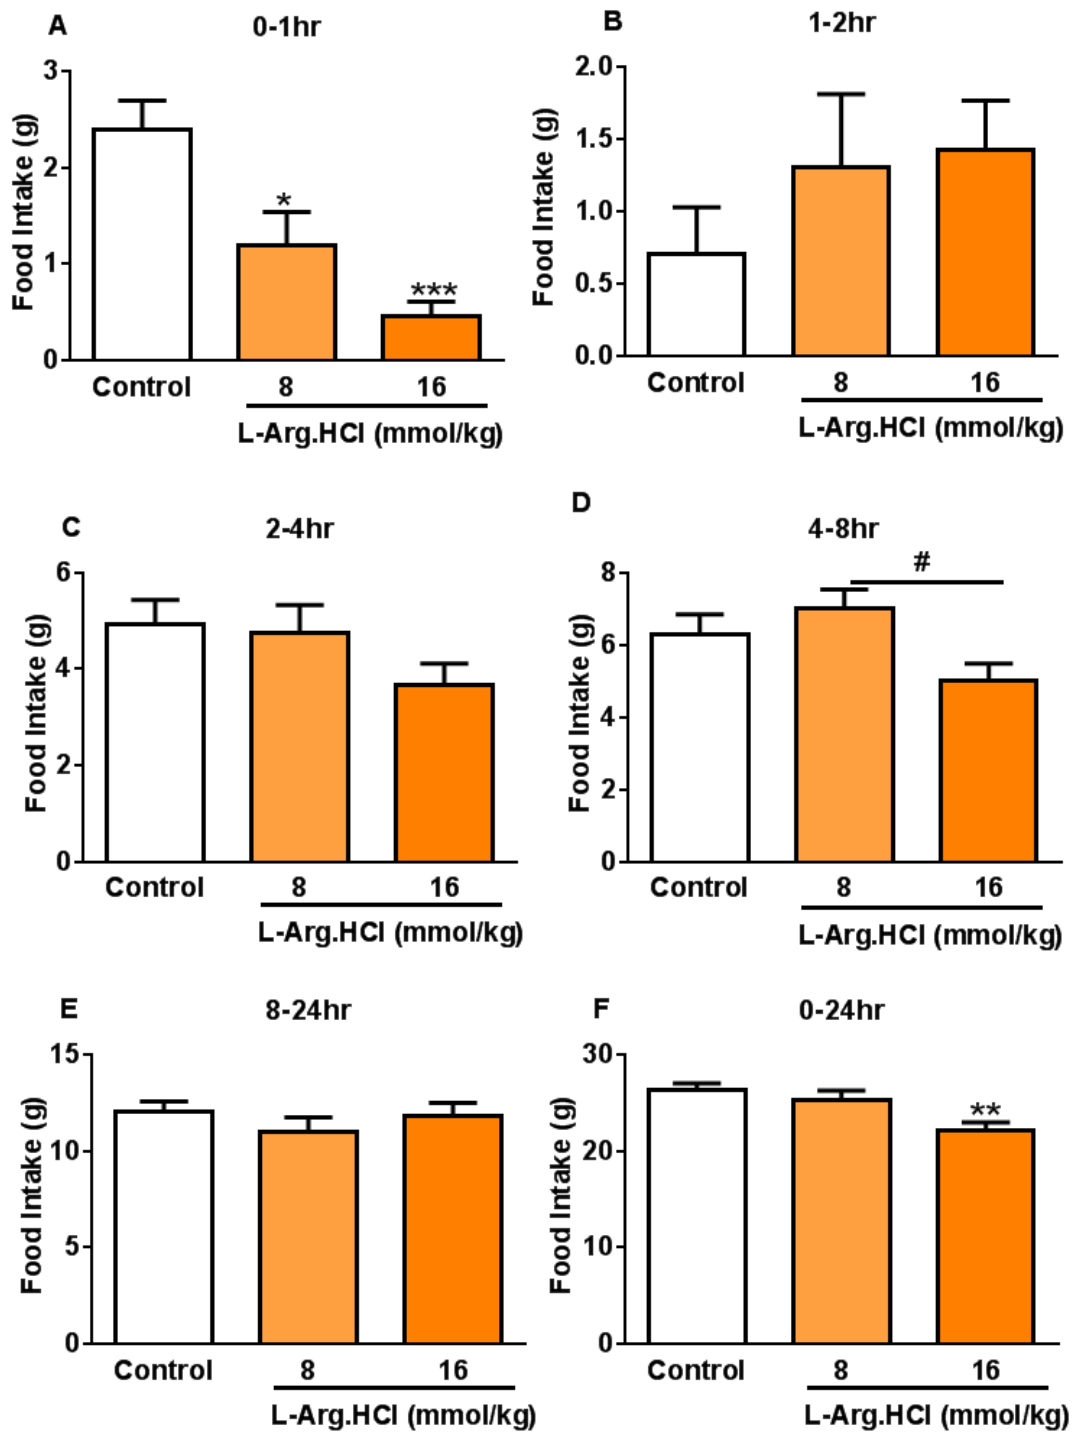 A
0-1hr
Food Intake (g)
3
2
1
0
*
***
Control
8
16
L-Arg.HCl (mmol/kg)
B
1-2hr
Food Intake (g)
2.0
1.5
1.0
0.5
0.0
Control
8
16
L-Arg.HCl (mmol/kg)
C
2-4hr
Food Intake (g)
6
4
2
0
Control
8
16
L-Arg.HCl (mmol/kg)
D
4-8hr
Food Intake (g)
8
6
4
2
0
#
Control
8
16
L-Arg.HCl (mmol/kg)
E
8-24hr
Food Intake (g)
15
10
5
0
Control
8
16
L-Arg.HCl (mmol/kg)
F
0-24hr
Food Intake (g)
30
20
10
0
**
Control
8
16
L-Arg.HCl (mmol/kg)